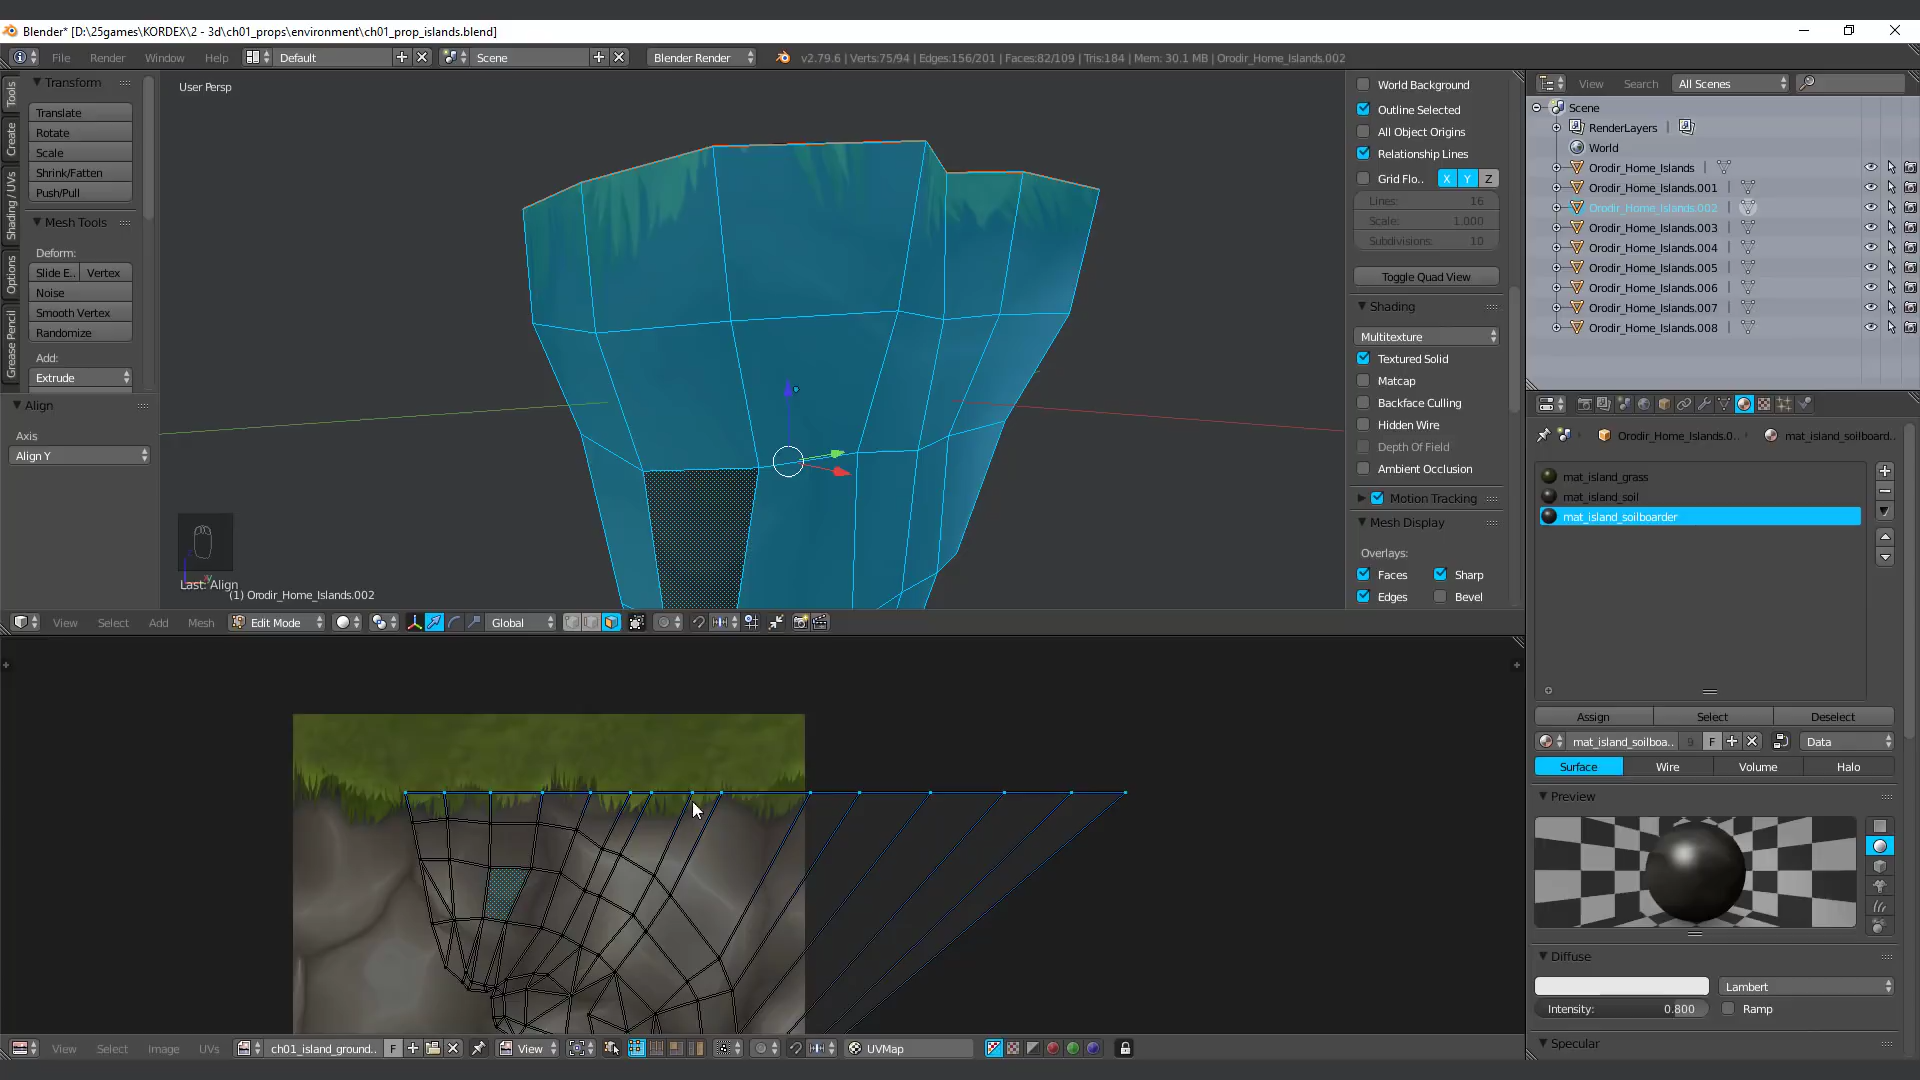 Blender* [D:\25games\KORDEX\2 - 3d\ch01_props\environment\ch01_prop_islands.blend]
File Render Window Help Default Scene Blender Render v2.79.6 | Verts:75/94 | Edges:156/201 | Faces:82/109 | Tris:184 | Mem: 30.1 MB | Orodir_Home_Islands.002
Tools
Create
Shading / UVs
Options
Grease Pencil
Transform
Translate
Rotate
Scale
Shrink/Fatten
Push/Pull
Mesh Tools
Deform:
Slide E.. Vertex
Noise
Smooth Vertex
Randomize
Add:
Extrude
Align
Axis
Align Y
User Persp
Last: Align
(1) Orodir_Home_Islands.002
World Background
Outline Selected
All Object Origins
Relationship Lines
Grid Flo.. X Y Z
Lines: 16
Scale: 1.000
Subdivisions: 10
Toggle Quad View
Shading
Multitexture
Textured Solid
Matcap
Backface Culling
Hidden Wire
Depth Of Field
Ambient Occlusion
Motion Tracking
Mesh Display
Overlays:
Faces Sharp
Edges Bevel
View Select Add Mesh Edit Mode Global
View Select Image UVs ch01_island_ground.. F View UVMap
View Search All Scenes
Scene
RenderLayers
World
Orodir_Home_Islands
Orodir_Home_Islands.001
Orodir_Home_Islands.002
Orodir_Home_Islands.003
Orodir_Home_Islands.004
Orodir_Home_Islands.005
Orodir_Home_Islands.006
Orodir_Home_Islands.007
Orodir_Home_Islands.008
Orodir_Home_Islands.0.. mat_island_soilboard..
mat_island_grass
mat_island_soil
mat_island_soilboarder
Assign Select Deselect
mat_island_soilboa.. 9 F Data
Surface Wire Volume Halo
Preview
Diffuse
Lambert
Intensity: 0.800 Ramp
Specular